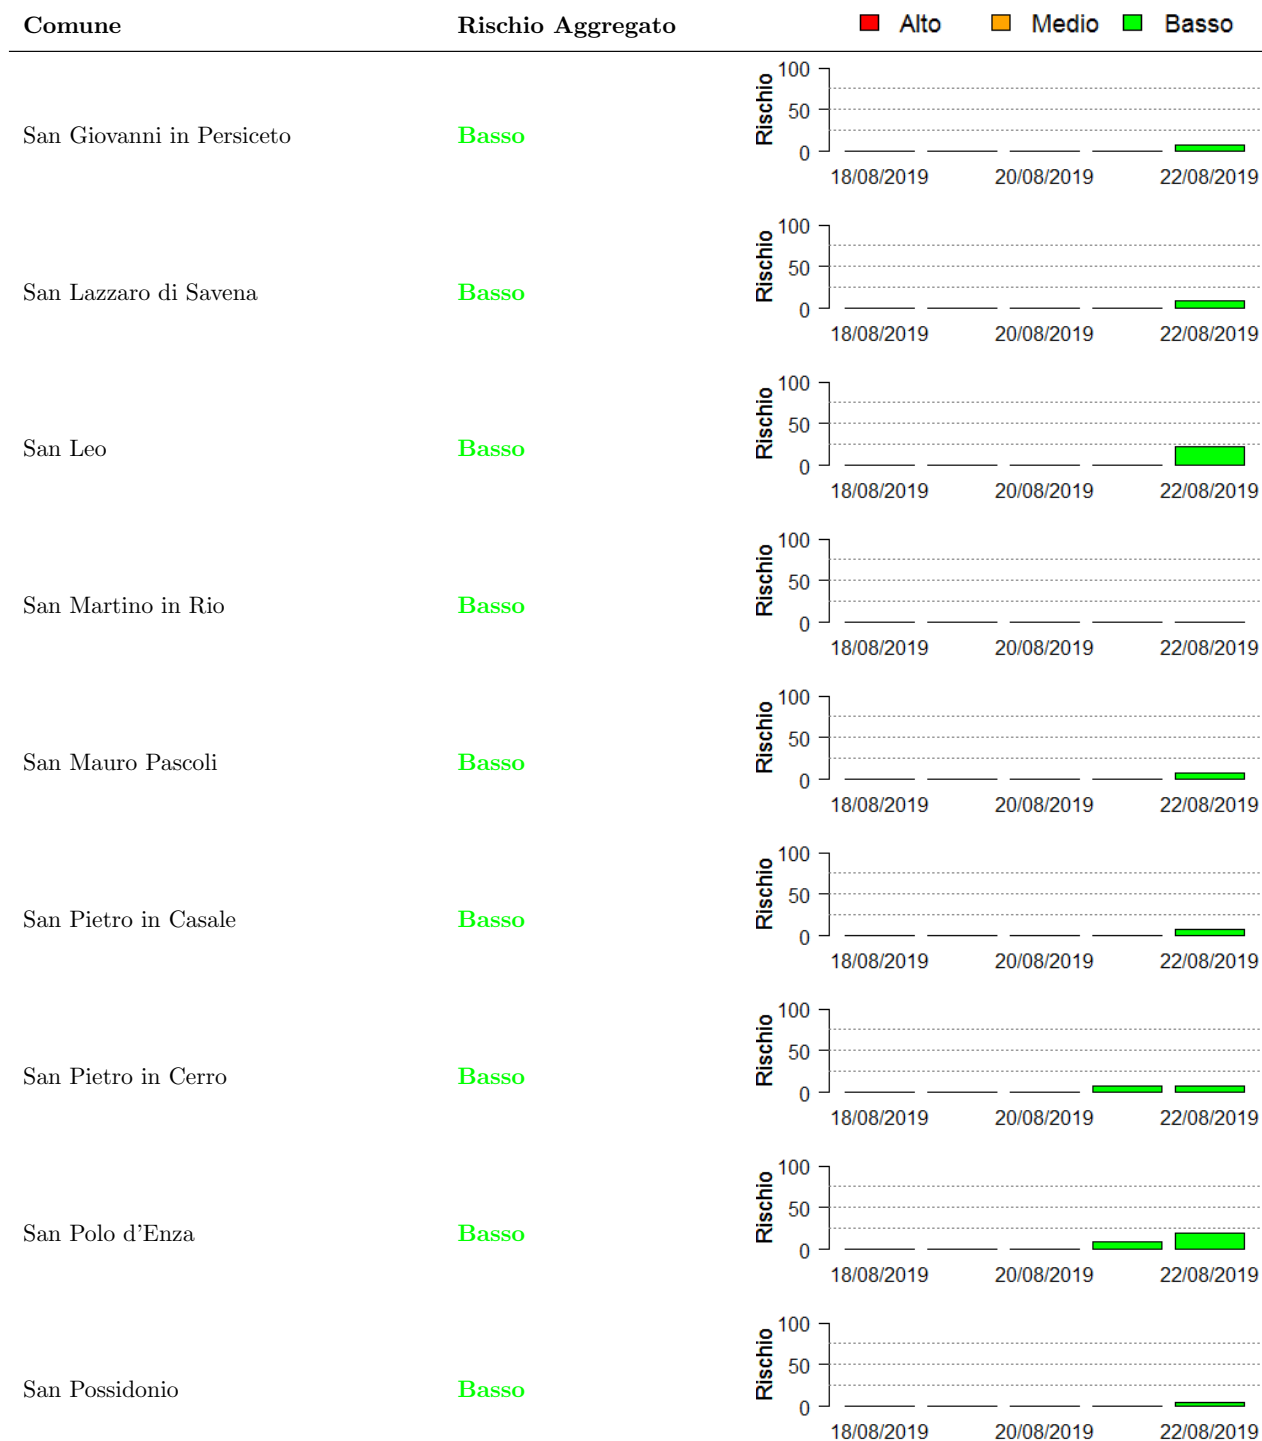 Comune Rischio Aggregato Alto Medio Basso
San Giovanni in Persiceto Basso
Rischio
100
50
0
18/08/2019 20/08/2019 22/08/2019
San Lazzaro di Savena Basso
Rischio
100
50
0
18/08/2019 20/08/2019 22/08/2019
San Leo Basso
Rischio
100
50
0
18/08/2019 20/08/2019 22/08/2019
San Martino in Rio Basso
Rischio
100
50
0
18/08/2019 20/08/2019 22/08/2019
San Mauro Pascoli Basso
Rischio
100
50
0
18/08/2019 20/08/2019 22/08/2019
San Pietro in Casale Basso
Rischio
100
50
0
18/08/2019 20/08/2019 22/08/2019
San Pietro in Cerro Basso
Rischio
100
50
0
18/08/2019 20/08/2019 22/08/2019
San Polo d'Enza Basso
Rischio
100
50
0
18/08/2019 20/08/2019 22/08/2019
San Possidonio Basso
Rischio
100
50
0
18/08/2019 20/08/2019 22/08/2019